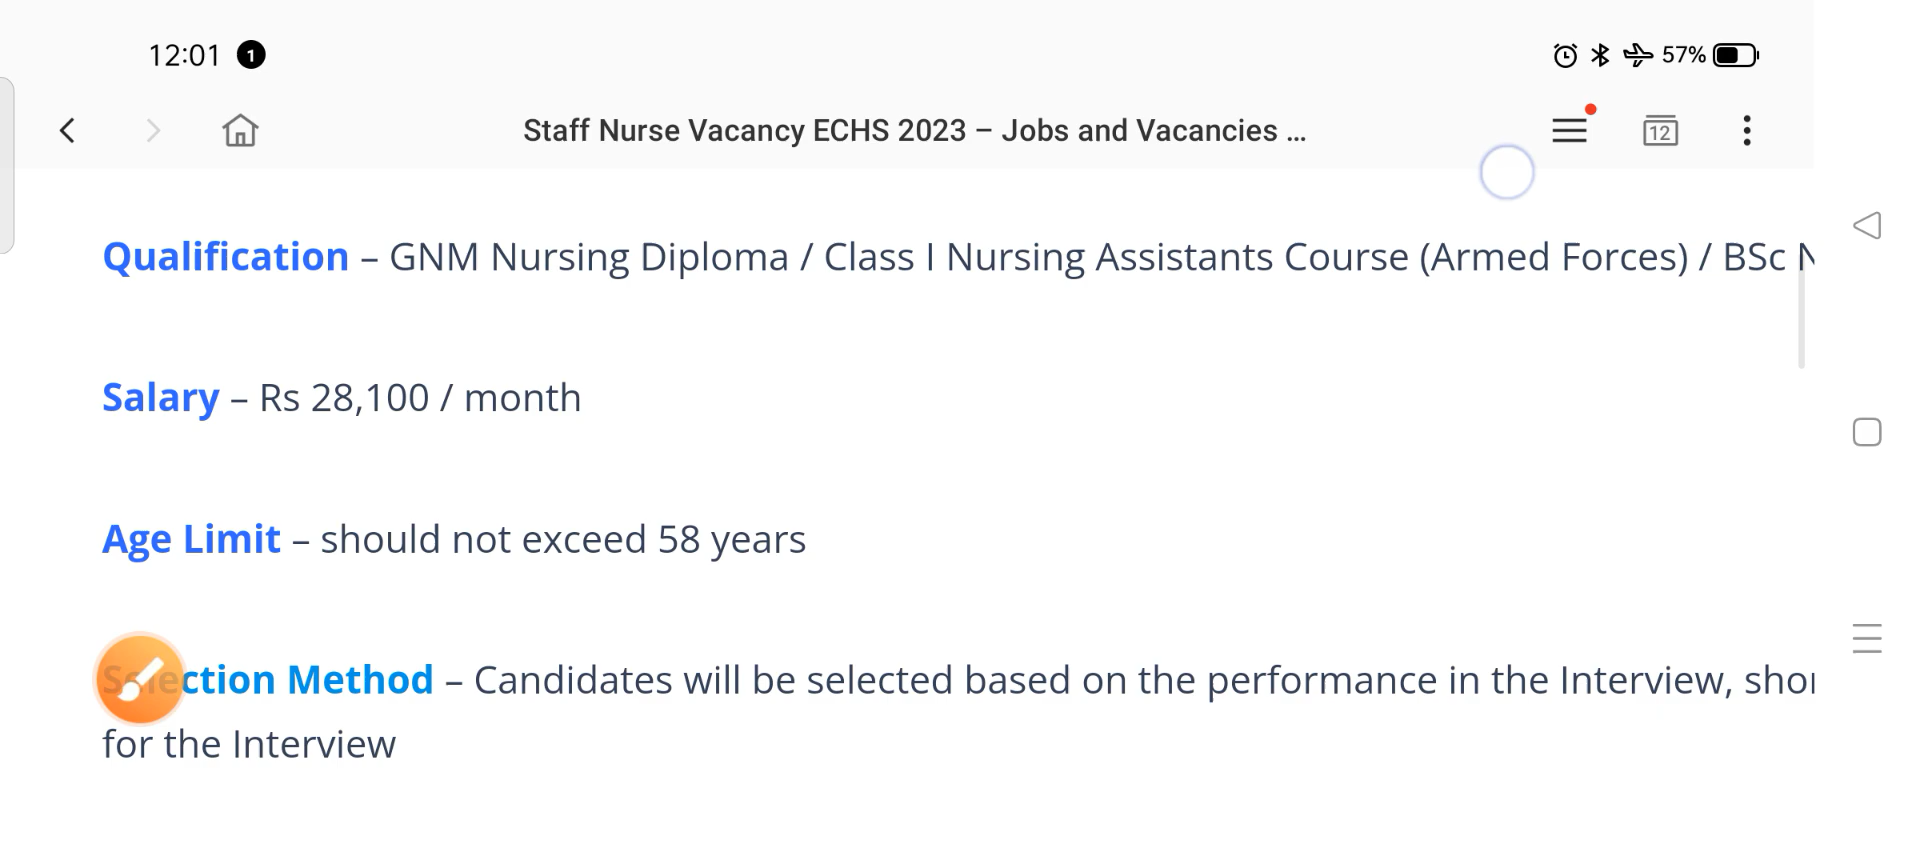 12:01 1 57%
Staff Nurse Vacancy ECHS 2023 – Jobs and Vacancies ... 12
Qualification – GNM Nursing Diploma / Class I Nursing Assistants Course (Armed Forces) / BSc
Salary – Rs 28,100 / month
Age Limit – should not exceed 58 years
Selection Method – Candidates will be selected based on the performance in the Interview,
for the Interview